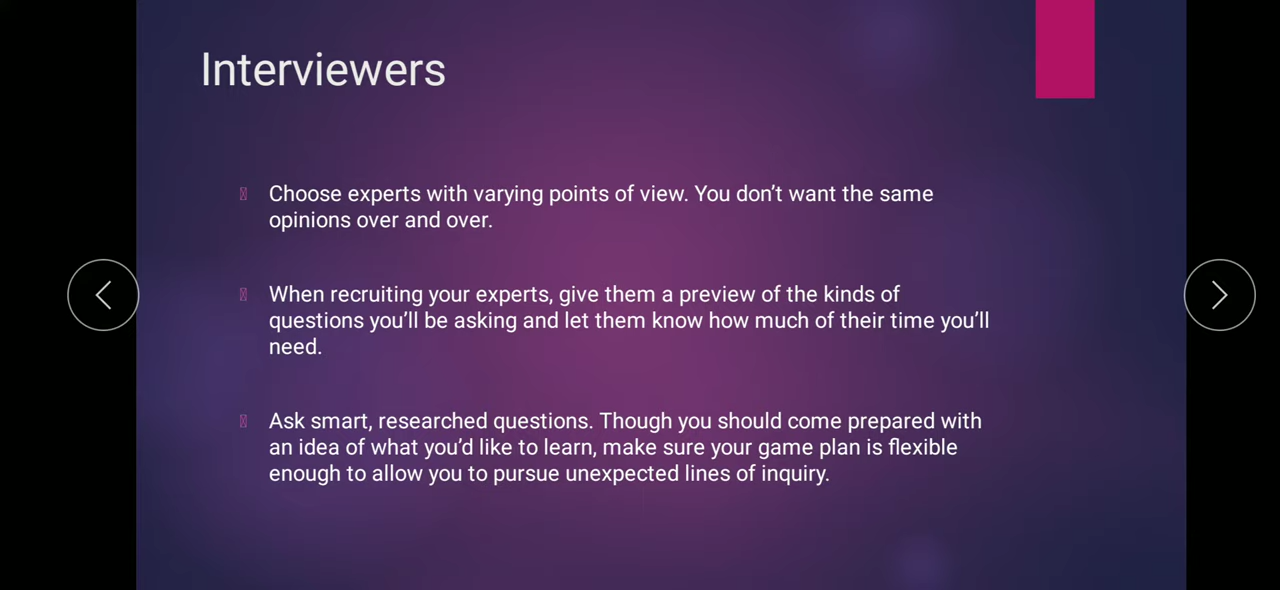 Interviewers
Choose experts with varying points of view. You don’t want the same
opinions over and over.
When recruiting your experts, give them a preview of the kinds of
questions you’ll be asking and let them know how much of their time you’ll
need.
Ask smart, researched questions. Though you should come prepared with
an idea of what you’d like to learn, make sure your game plan is flexible
enough to allow you to pursue unexpected lines of inquiry.